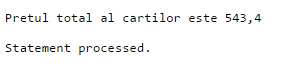 Pretul total al cartilor este 543,4
Statement processed.